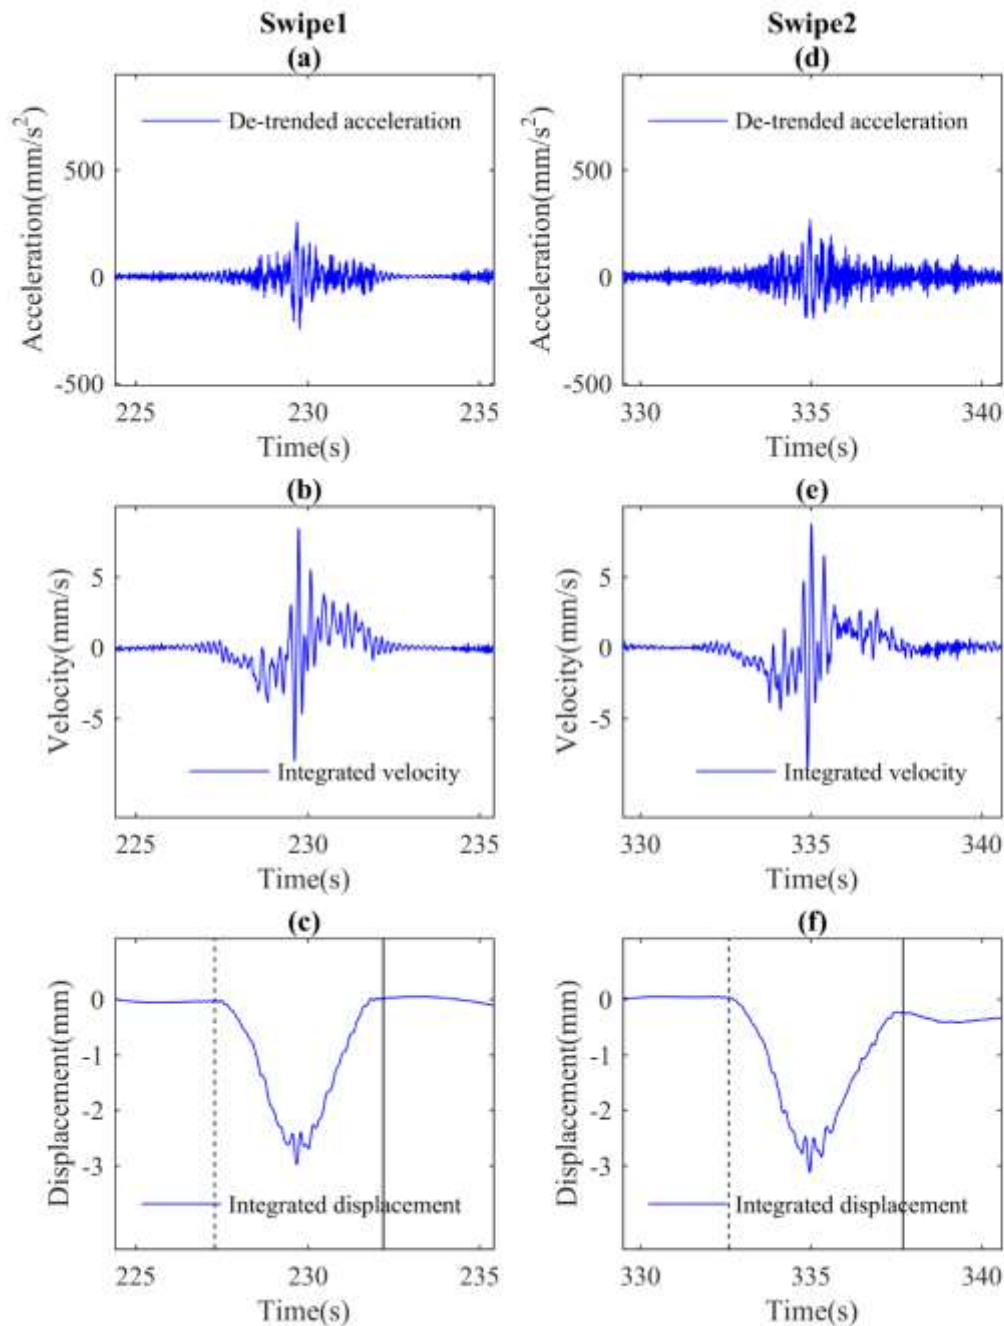 Swipe1
(a)
De-trended acceleration
Acceleration(mm/s²)
500
0
-500
225
230
235
Time(s)
Swipe2
(d)
De-trended acceleration
Acceleration(mm/s²)
500
0
-500
330
335
340
Time(s)
(b)
Velocity(mm/s)
5
0
-5
Integrated velocity
225
230
235
Time(s)
(e)
Velocity(mm/s)
5
0
-5
Integrated velocity
330
335
340
Time(s)
(c)
Displacement(mm)
0
-1
-2
-3
Integrated displacement
225
230
235
Time(s)
(f)
Displacement(mm)
0
-1
-2
-3
Integrated displacement
330
335
340
Time(s)